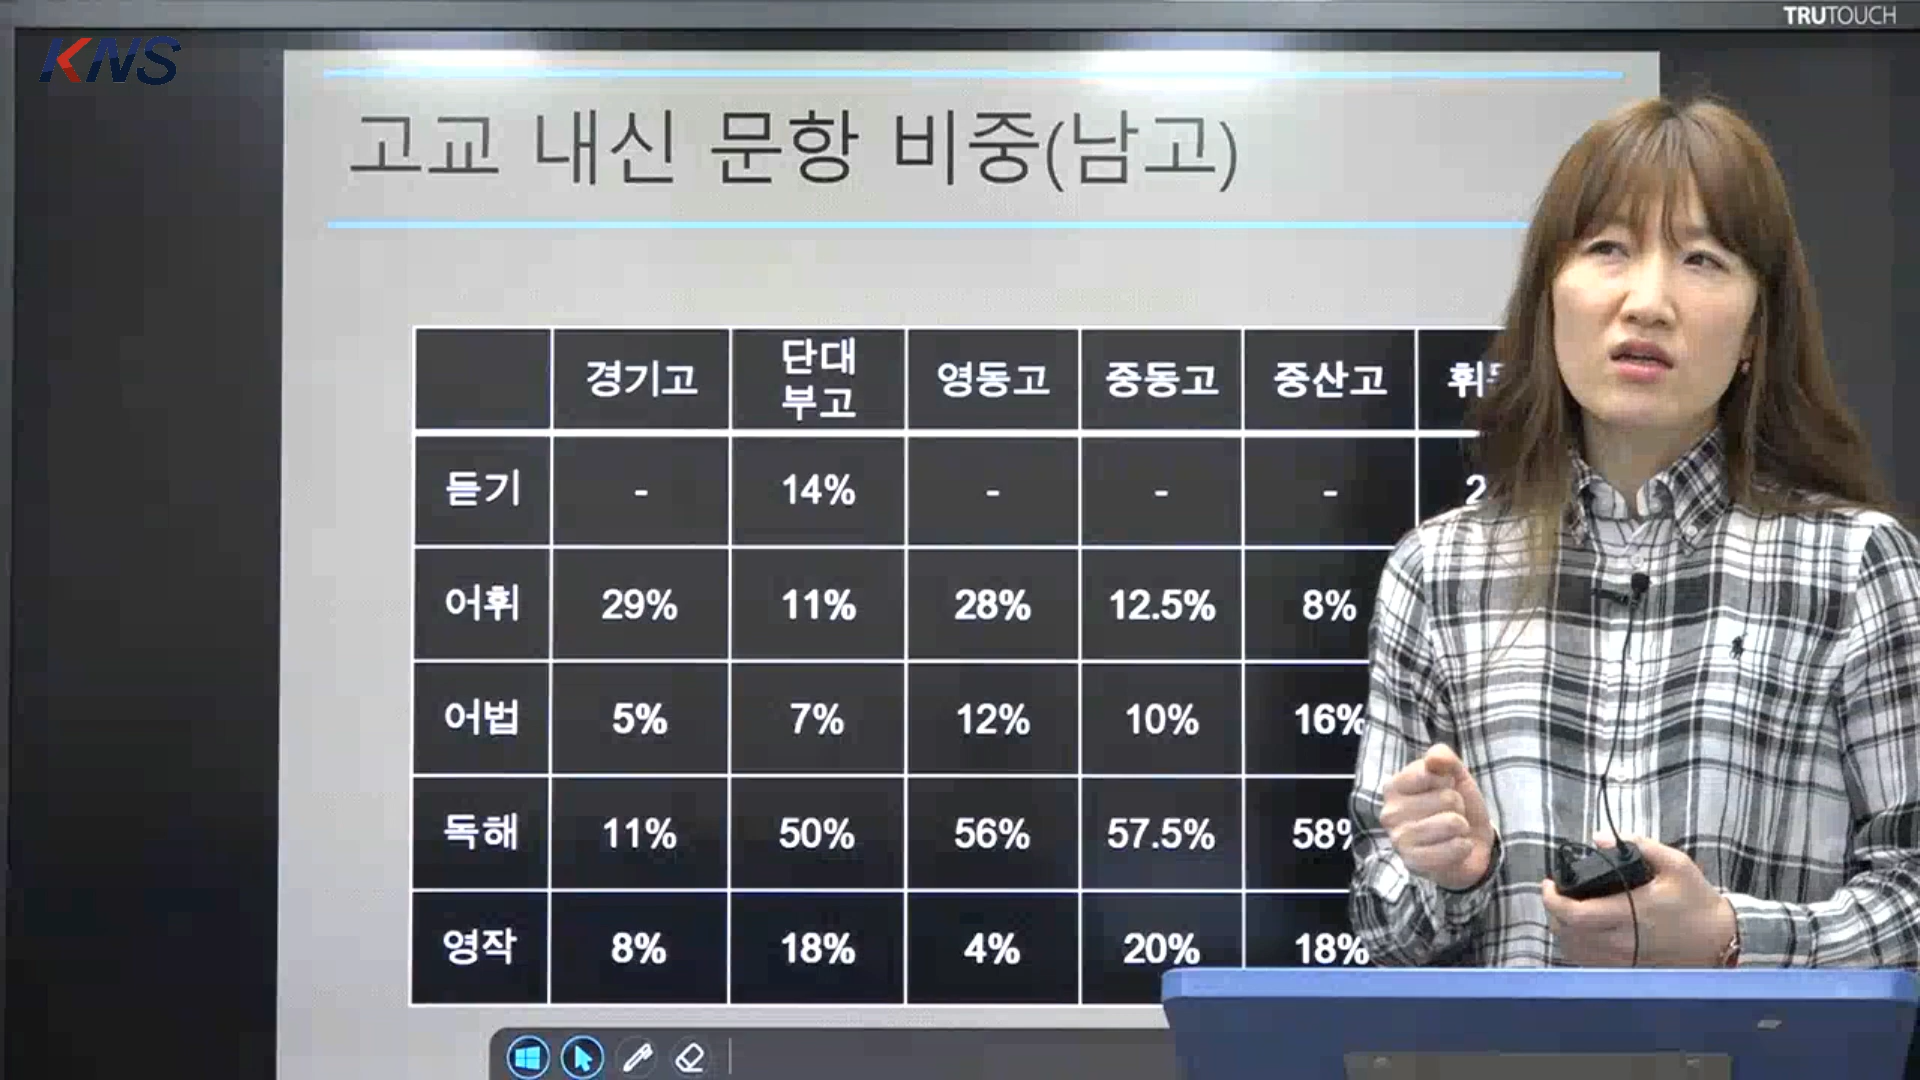 TRUTOUCH
KNS
고교 내신 문항 비중(남고)
경기고 단대부고 영동고 중동고 중산고
듣기 - 14% - - -
어휘 29% 11% 28% 12.5% 8%
어법 5% 7% 12% 10% 16%
독해 11% 50% 56% 57.5% 58%
영작 8% 18% 4% 20% 18%